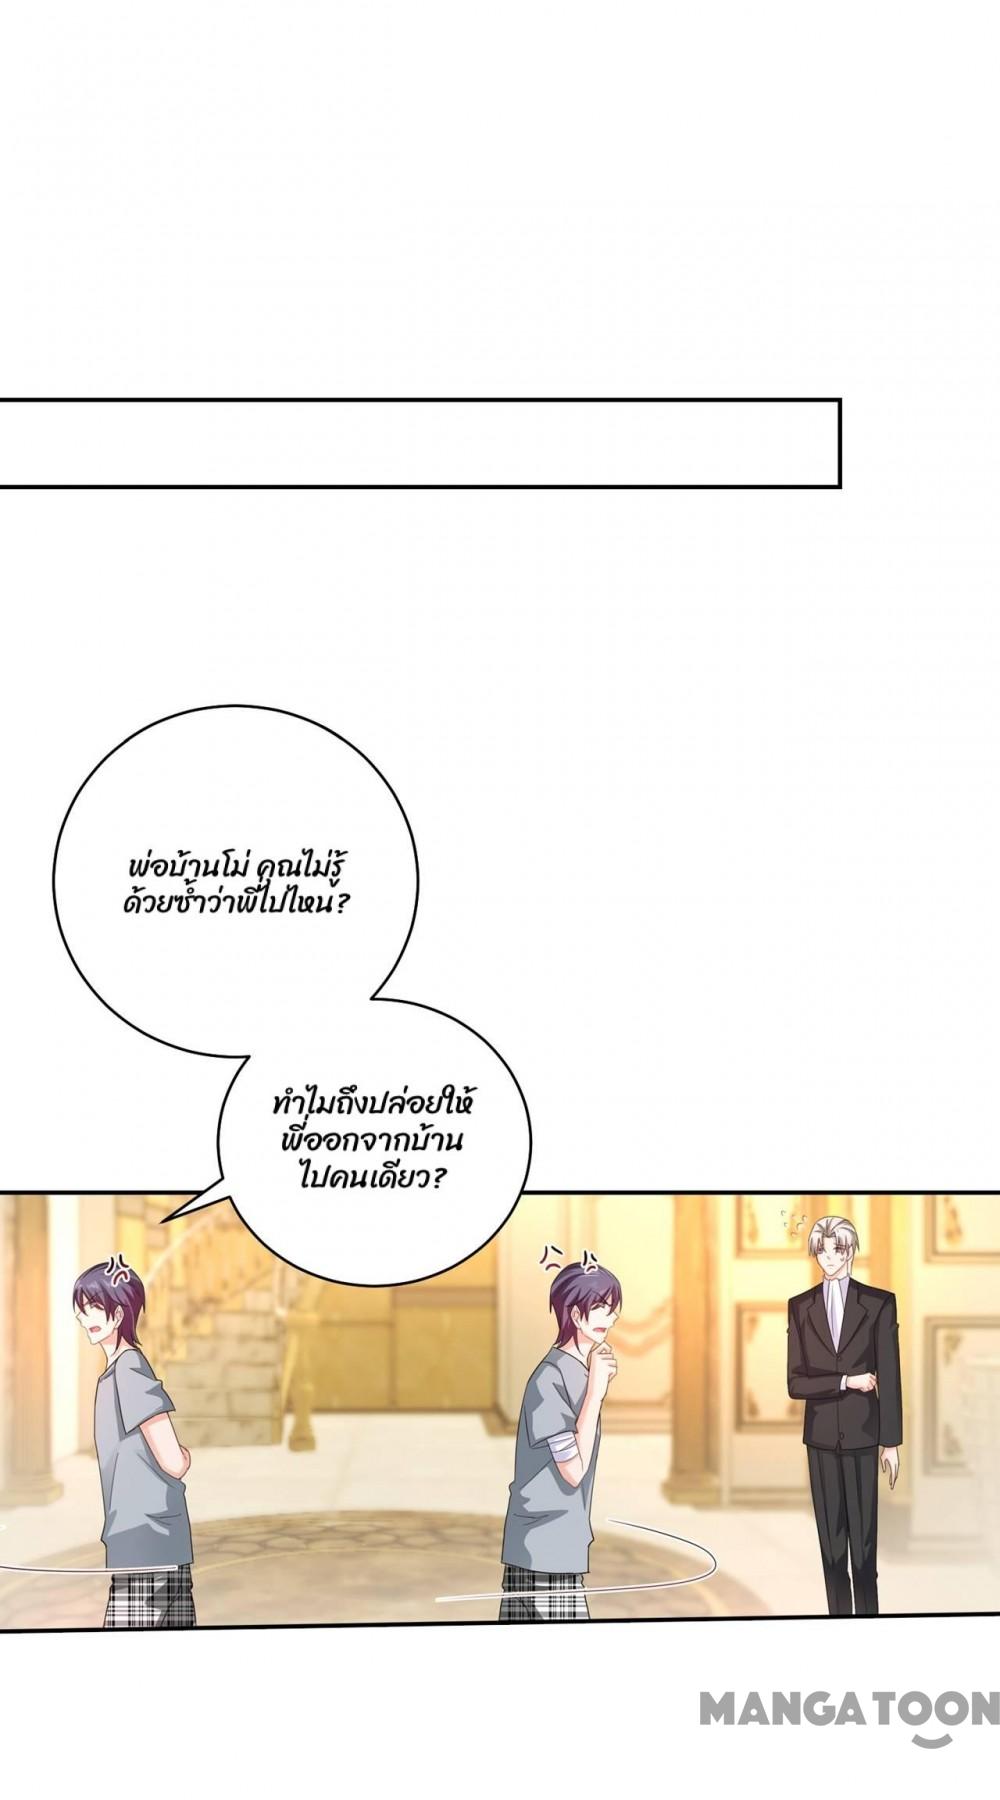 พ่อบ้านโม่ คุณไม่รู้
ด้วยซ้ำว่าพี่ไปไหน?
ทำไมถึงปล่อยให้
พี่ออกจากบ้าน
ไปคนเดียว?
MANGATOON